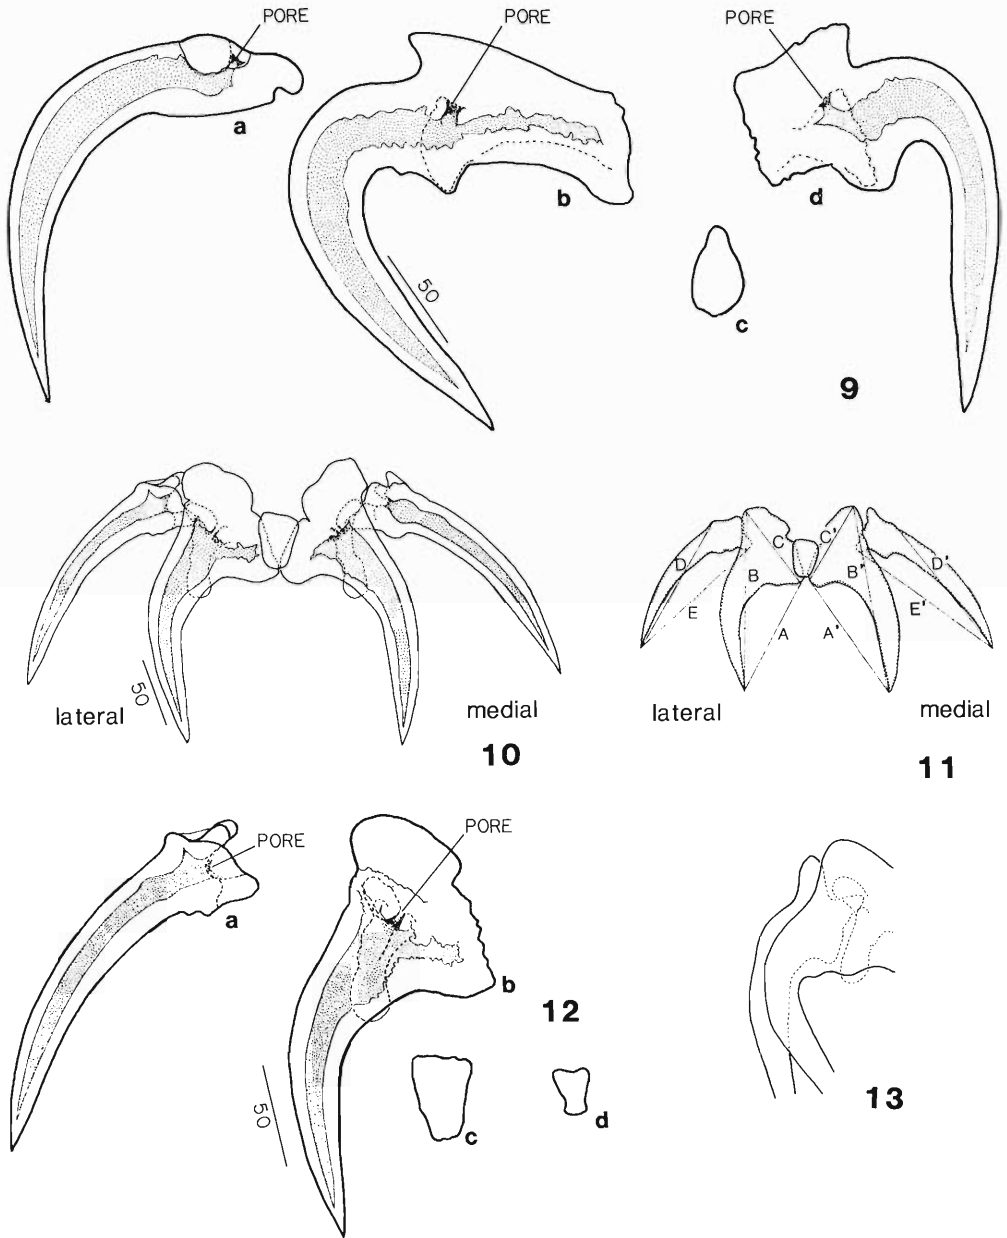 PORE
PORE
PORE
a
b
d
50
c
9
lateral
50
medial
10
D
E
B
C
C'
B'
D'
E'
A
A'
lateral
medial
11
PORE
a
PORE
b
12
50
c
d
13